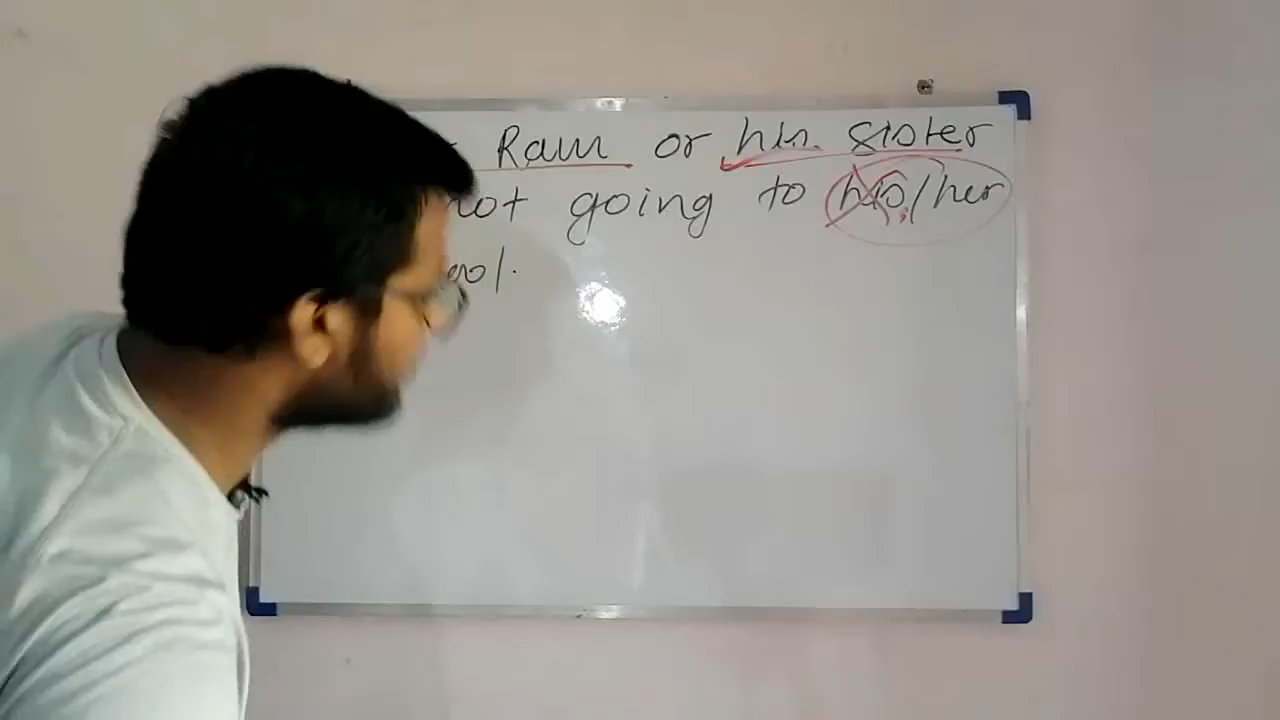 Ram or his sister
not going to his/her
ool.